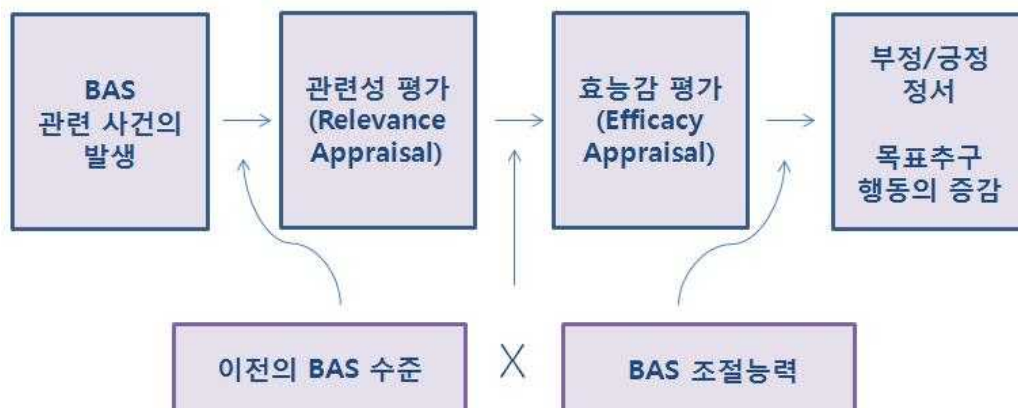 BAS
관련 사건의
발생
관련성 평가
(Relevance
Appraisal)
효능감 평가
(Efficacy
Appraisal)
부정/긍정
정서
목표추구
행동의 증감
이전의 BAS 수준
X
BAS 조절능력